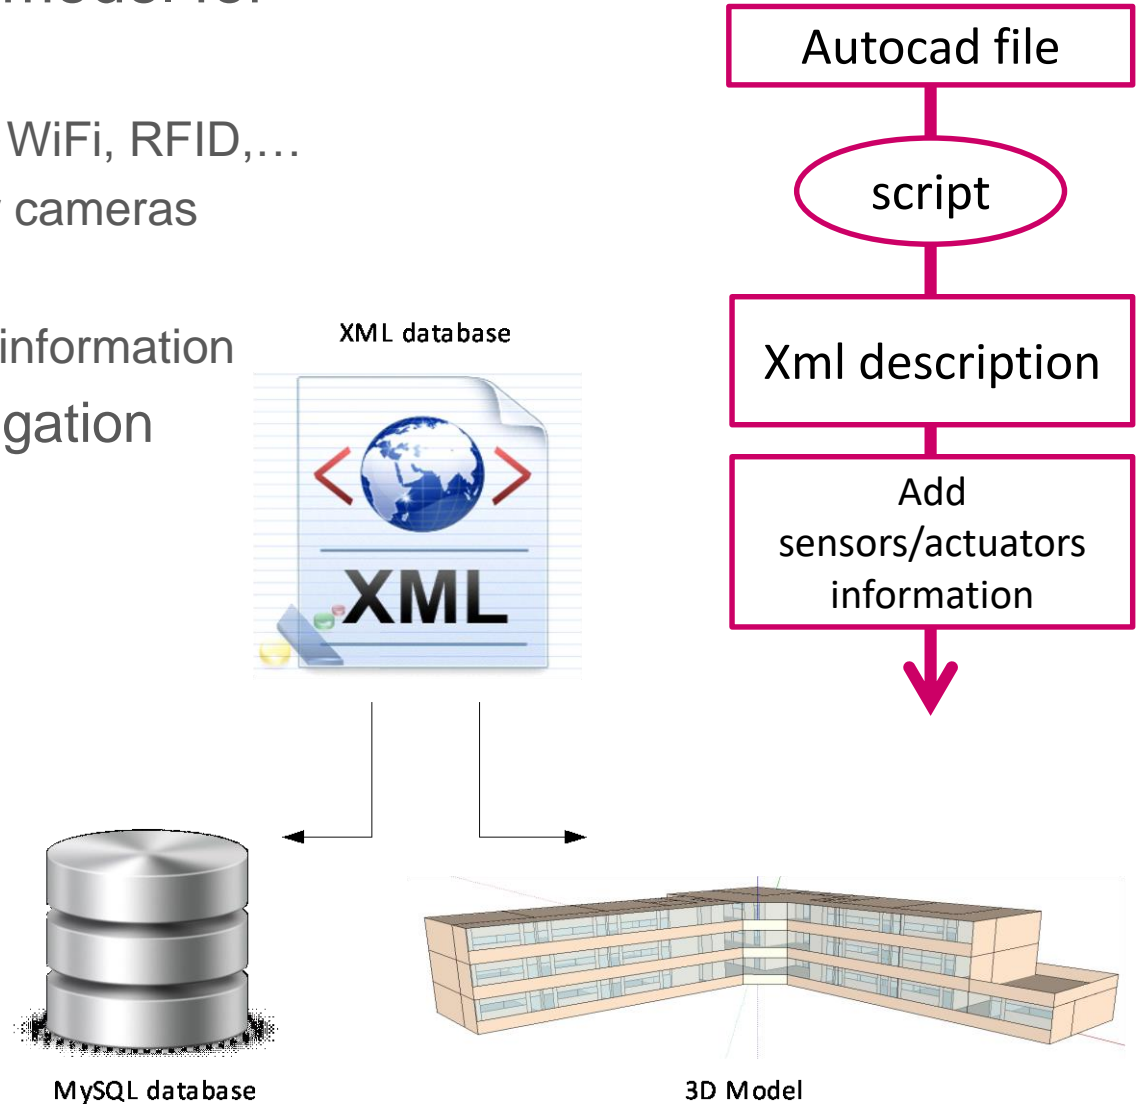 WiFi, RFID,…
cameras
information
XML database
< >
XML
MySQL database
3D Model
Autocad file
script
Xml description
Add
sensors/actuators
information